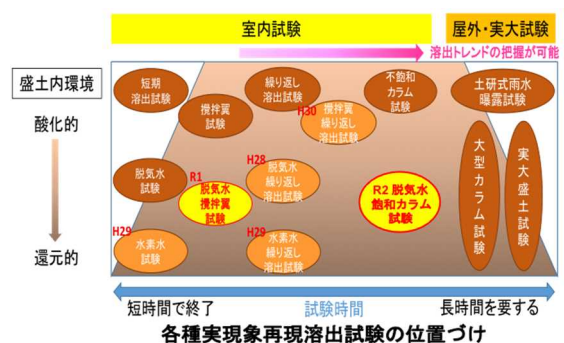 室内試験
屋外・実大試験
溶出トレンドの把握が可能
盛土内環境
酸化的
還元的
短期
溶出試験
攪拌翼
試験
繰り返し
溶出試験
H30
攪拌翼
繰り返し
溶出試験
不飽和
カラム
試験
土研式雨水
曝露試験
脱気水
試験
R1
脱気水
攪拌翼
試験
H28
脱気水
繰り返し
溶出試験
R2 脱気水
飽和カラム
試験
大型カラム試験
実大盛土試験
H29
水素水
試験
H29
水素水
繰り返し
溶出試験
短時間で終了
試験時間
長時間を要する
各種実現象再現溶出試験の位置づけ